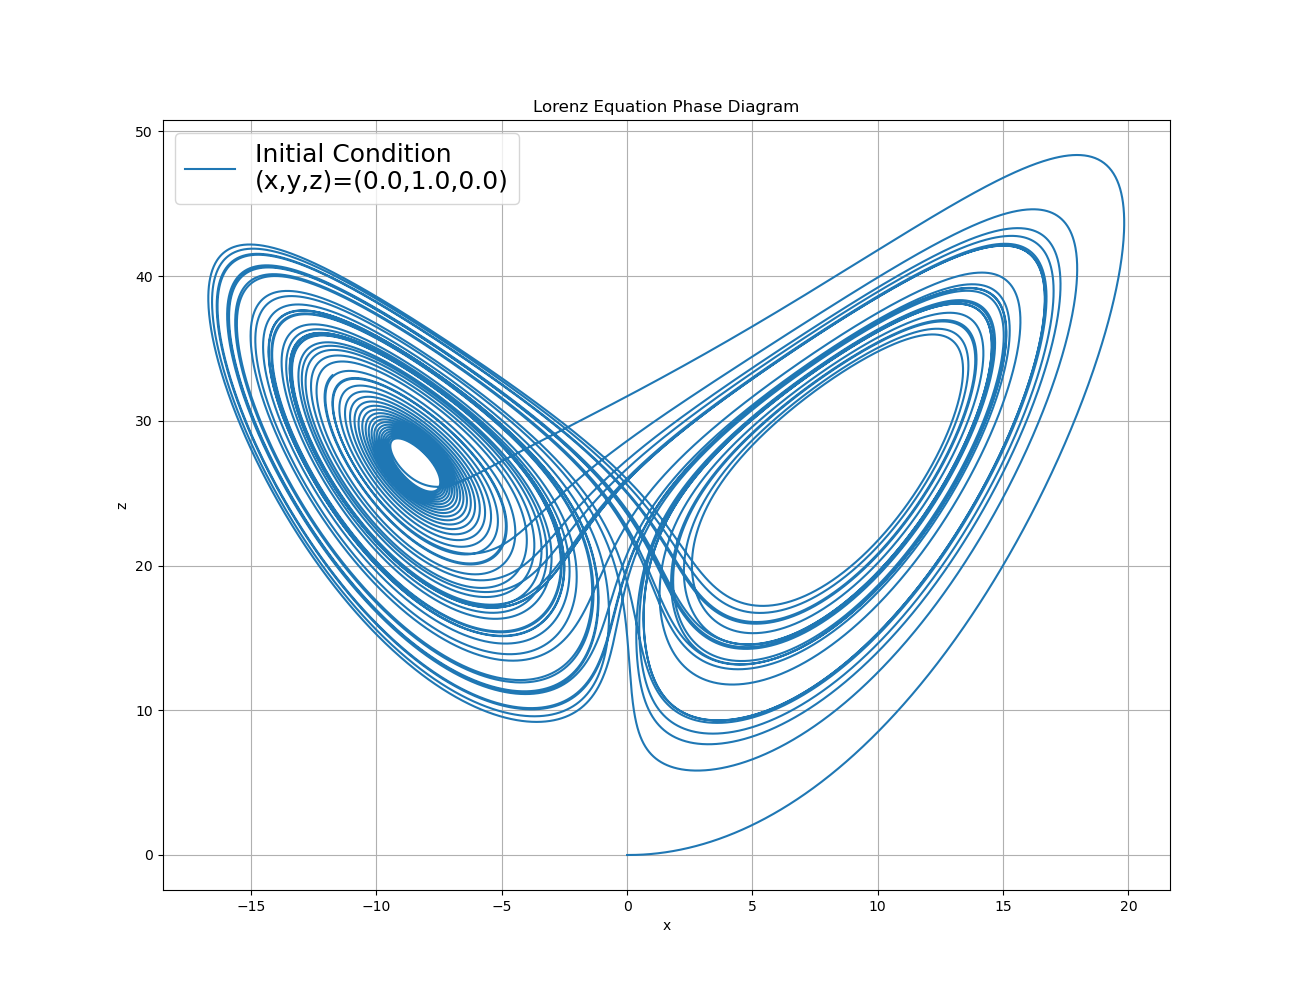 Lorenz Equation Phase Diagram
Initial Condition
(x,y,z)=(0.0,1.0,0.0)
50
40
30
20
10
0
z
−15
−10
−5
0
5
10
15
20
x